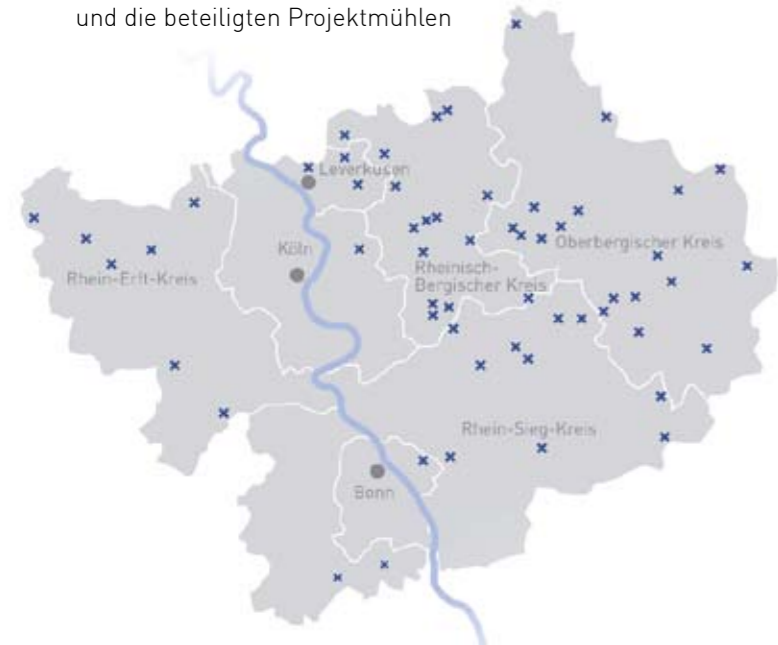 und die beteiligten Projektmühlen
Leverkusen
Köln
Oberbergischer Kreis
Rhein-Erft-Kreis
Rheinisch-
Bergischer Kreis
Rhein-Sieg-Kreis
Bonn